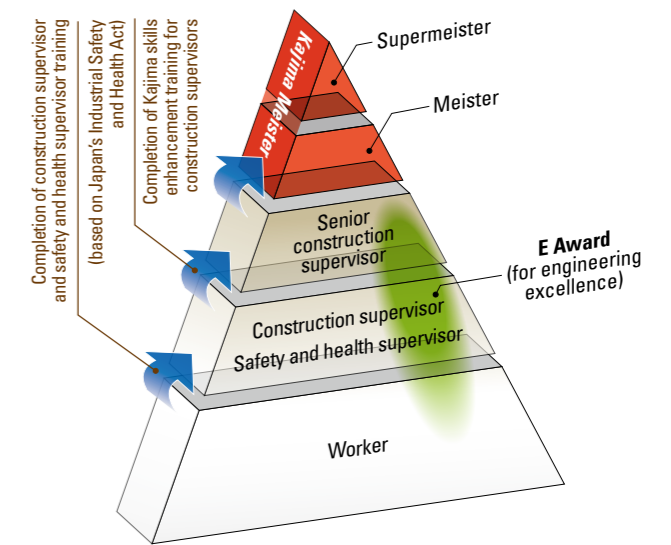 Completion of construction supervisor
and safety and health supervisor training
(based on Japan's Industrial Safety
and Health Act)
Completion of Kajima skills
enhancement training for
construction supervisors
Kajima Meister
Supermeister
Meister
Senior
construction
supervisor
E Award
(for engineering
excellence)
Construction supervisor
Safety and health supervisor
Worker